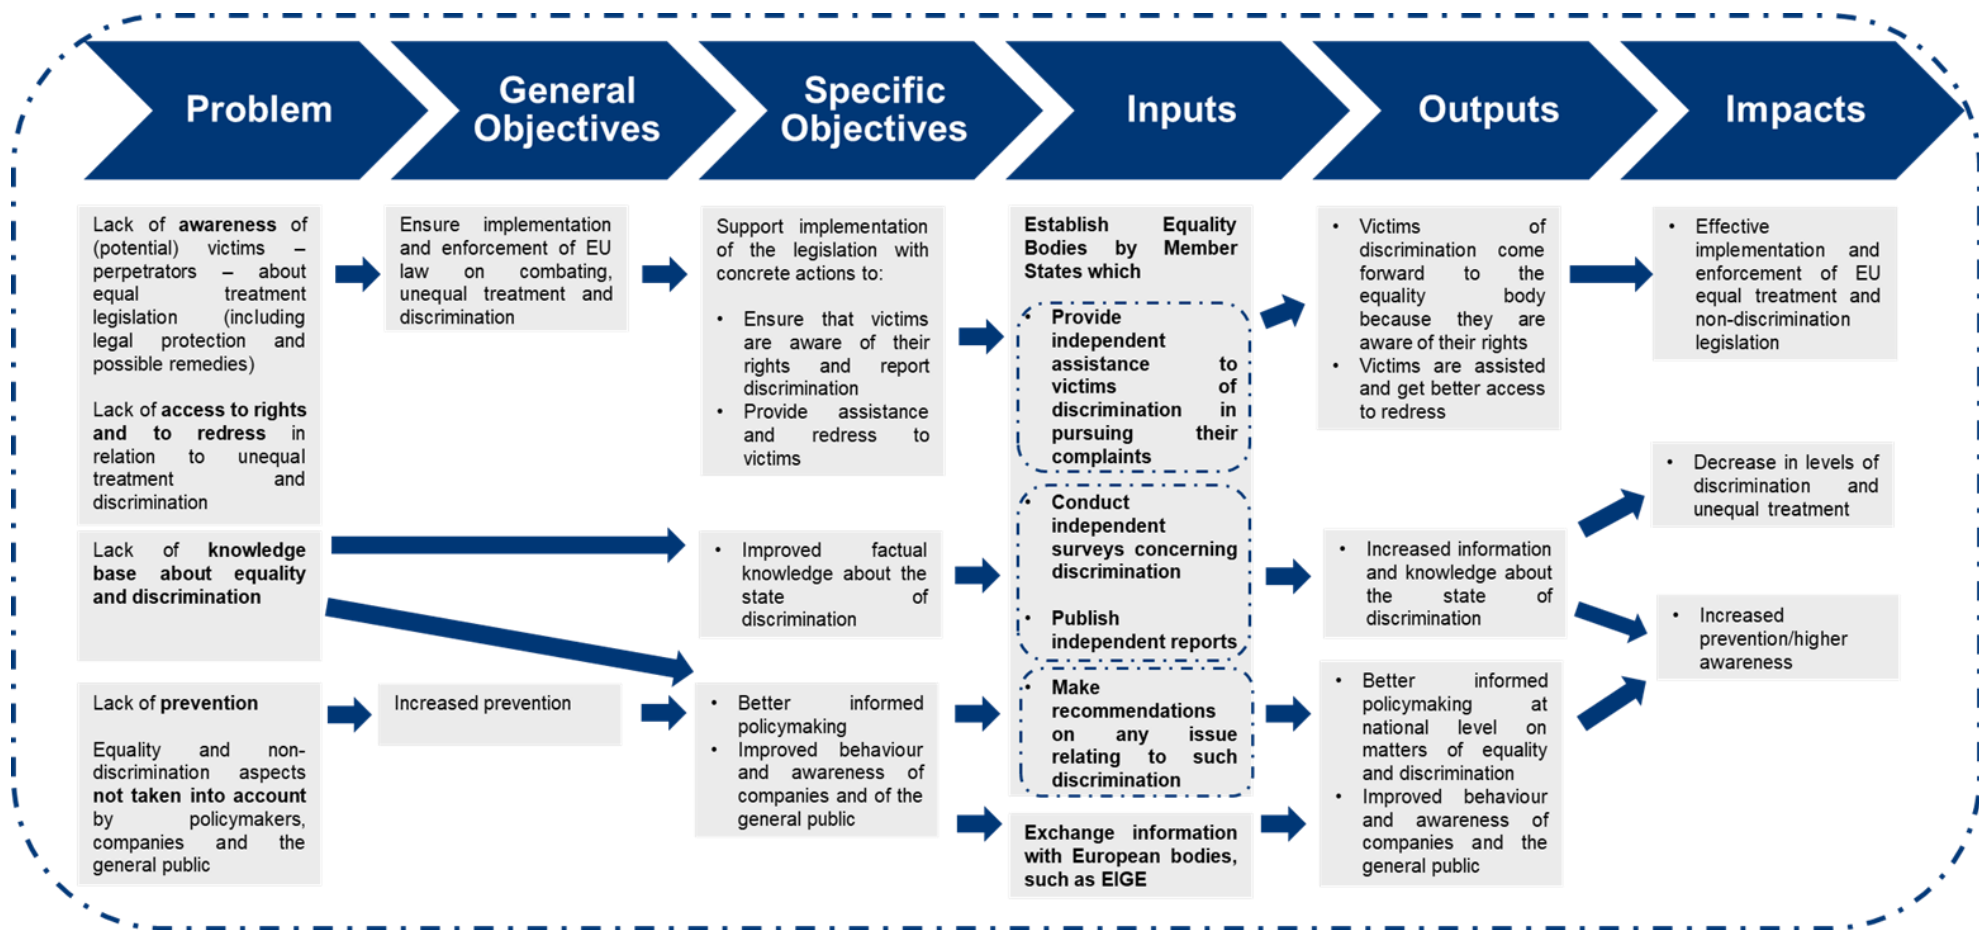 Problem
General
Objectives
Specific
Objectives
Inputs
Outputs
Impacts
Lack of awareness of
(potential) victims –
perpetrators – about
equal treatment
legislation (including
legal protection and
possible remedies)
Lack of access to rights
and to redress in
relation to unequal
treatment and
discrimination
Lack of knowledge
base about equality
and discrimination
Lack of prevention
Equality and non-
discrimination aspects
not taken into account
by policymakers,
companies and the
general public
Ensure implementation
and enforcement of EU
law on combating,
unequal treatment and
discrimination
Increased prevention
Support implementation
of the legislation with
concrete actions to:
• Ensure that victims
are aware of their
rights and report
discrimination
• Provide assistance
and redress to
victims
• Improved factual
knowledge about the
state of
discrimination
• Better informed
policymaking
• Improved behaviour
and awareness of
companies and of the
general public
Establish Equality
Bodies by Member
States which
• Provide
independent
assistance to
victims of
discrimination in
pursuing their
complaints
• Conduct
independent
surveys concerning
discrimination
• Publish
independent reports
• Make
recommendations
on any issue
relating to such
discrimination
Exchange information
with European bodies,
such as EIGE
• Victims of
discrimination come
forward to the
equality body
because they are
aware of their rights
• Victims are assisted
and get better access
to redress
• Increased information
and knowledge about
the state of
discrimination
• Better informed
policymaking at
national level on
matters of equality
and discrimination
• Improved behaviour
and awareness of
companies and the
general public
• Effective
implementation and
enforcement of EU
equal treatment and
non-discrimination
legislation
• Decrease in levels of
discrimination and
unequal treatment
• Increased
prevention/higher
awareness